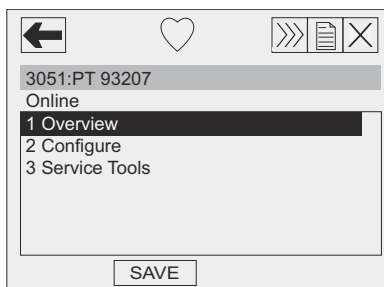 3051:PT 93207
Online
1 Overview
2 Configure
3 Service Tools
SAVE